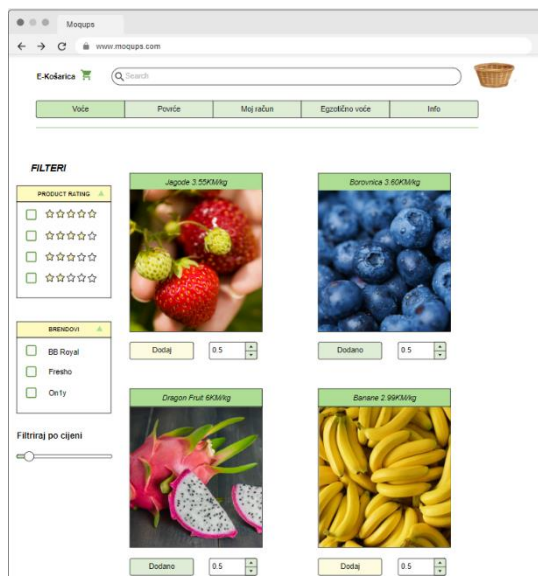 Moqups
www.moqups.com
E-Košarica
Search
Voće Povrće Moj račun Egzotično voće Info
FILTERI
PRODUCT RATING
BRENDOVI
BB Royal
Fresho
On1y
Filtriraj po cijeni
Jagode 3.55KM/kg
Dodaj 0.5
Borovnica 3.60KM/kg
Dodano 0.5
Dragon Fruit 6KM/kg
Dodano 0.5
Banane 2.99KM/kg
Dodaj 0.5